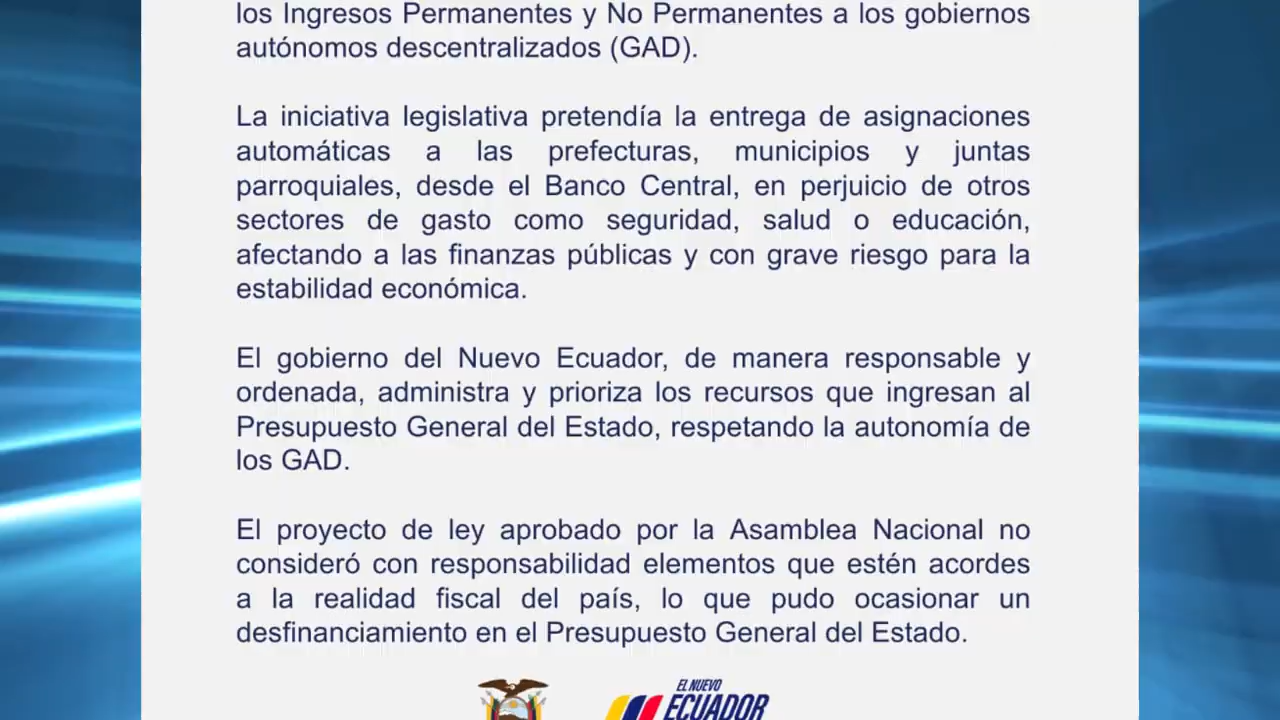 los Ingresos Permanentes y No Permanentes a los gobiernos
autónomos descentralizados (GAD).
La iniciativa legislativa pretendía la entrega de asignaciones
automáticas a las prefecturas, municipios y juntas
parroquiales, desde el Banco Central, en perjuicio de otros
sectores de gasto como seguridad, salud o educación,
afectando a las finanzas públicas y con grave riesgo para la
estabilidad económica.
El gobierno del Nuevo Ecuador, de manera responsable y
ordenada, administra y prioriza los recursos que ingresan al
Presupuesto General del Estado, respetando la autonomía de
los GAD.
El proyecto de ley aprobado por la Asamblea Nacional no
consideró con responsabilidad elementos que estén acordes
a la realidad fiscal del país, lo que pudo ocasionar un
desfinanciamiento en el Presupuesto General del Estado.
EL NUEVO
ECUADOR